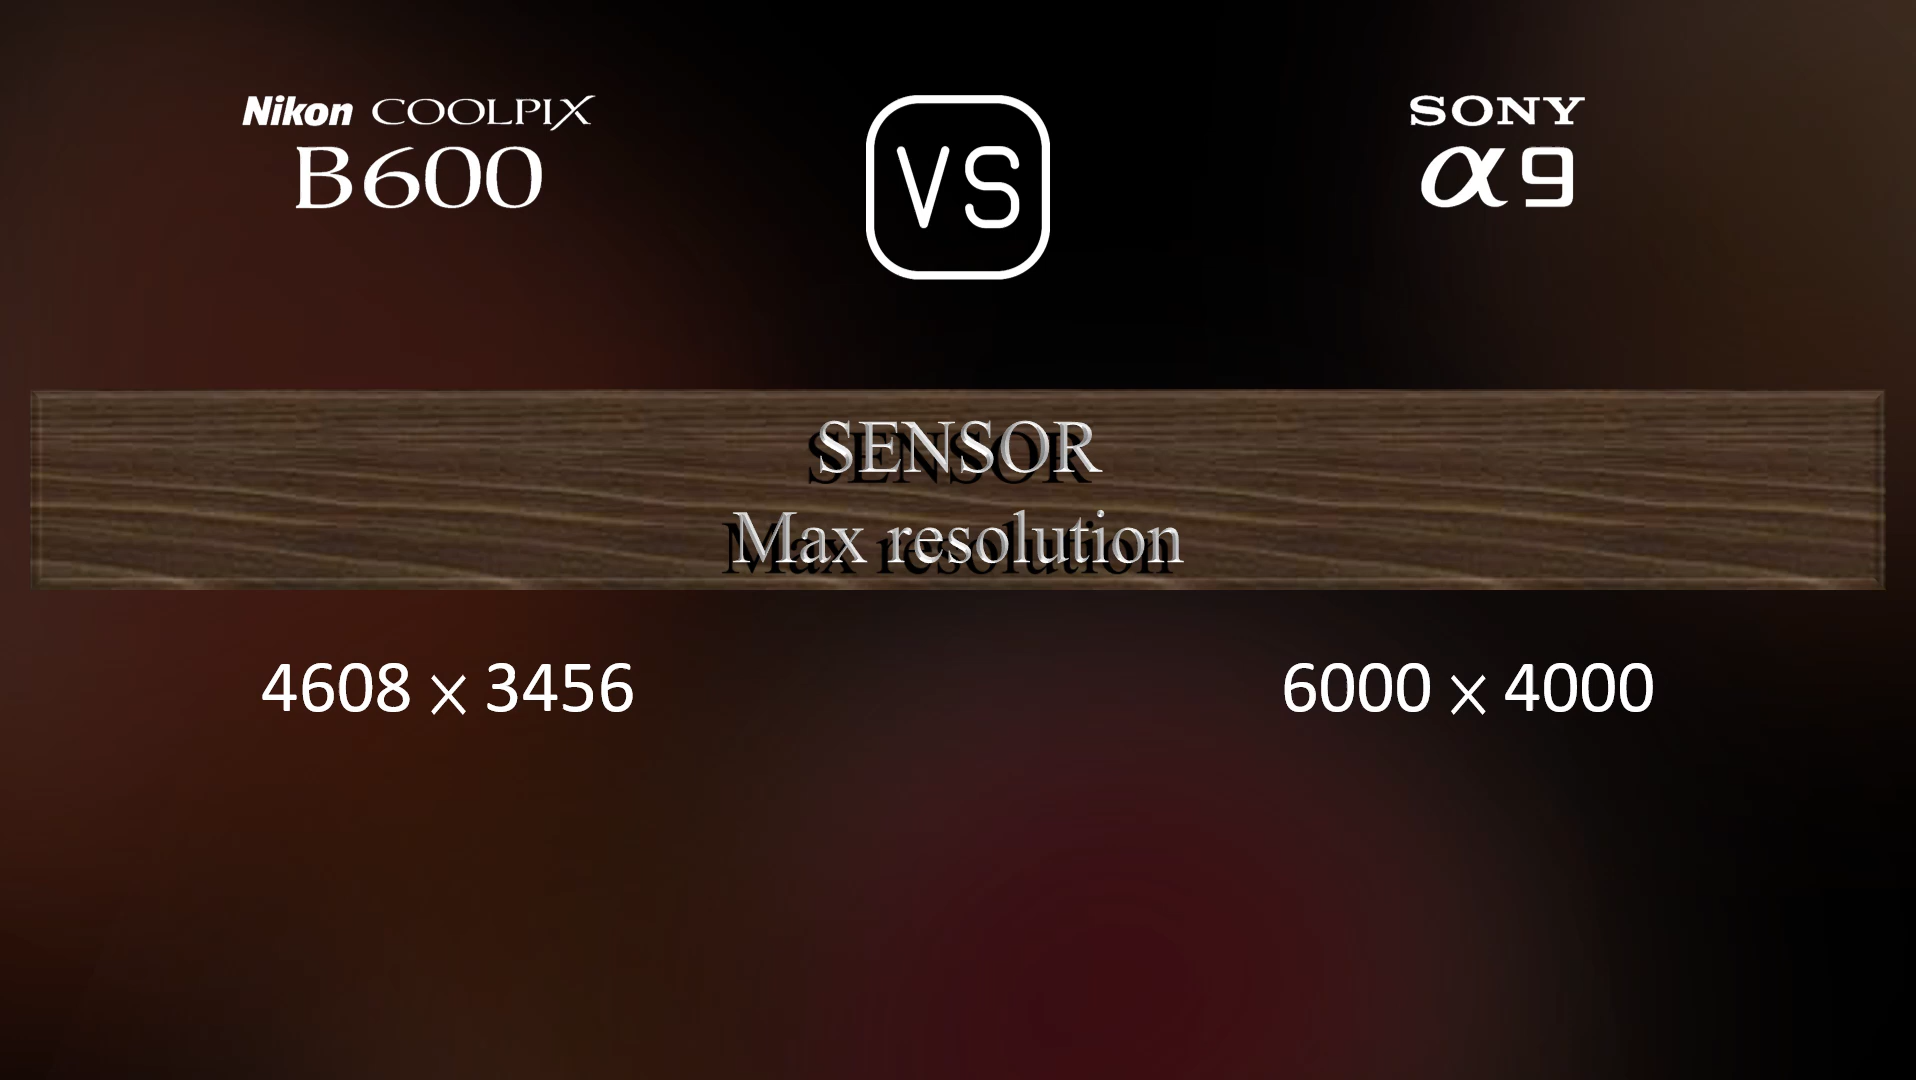 Nikon COOLPIX
B600
VS
SONY
α9
SENSOR
Max resolution
4608 x 3456
6000 x 4000